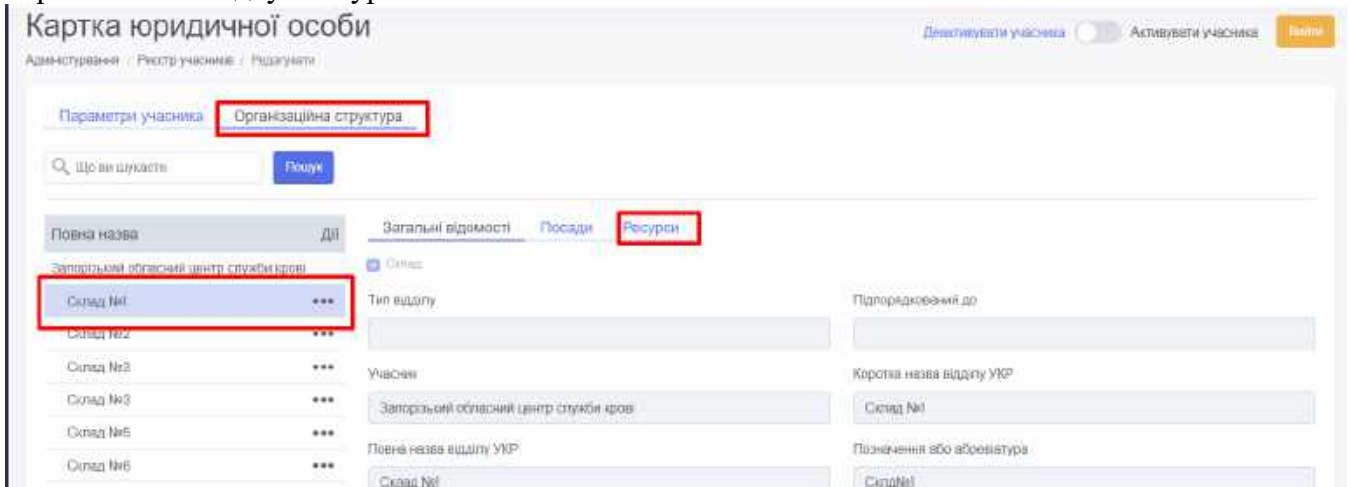 Картка юридичної особи
Деактивувати учасника Активувати учасника Вийти
Адміністрування / Реєстр учасників / Редагувати
Параметри учасника Організаційна структура
Що ви шукаєте Пошук
Повна назва Дії Загальні відомості Посади Ресурси
Запорізький обласний центр служби крові Склад
Склад №1 Тип відділу Підпорядкований до
Склад №2
Склад №3 Учасник Коротка назва відділу УКР
Склад №3 Запорізький обласний центр служби крові Склад №1
Склад №5
Повна назва відділу УКР Позначення або абревіатура
Склад №6
Склад №1 Склд№1